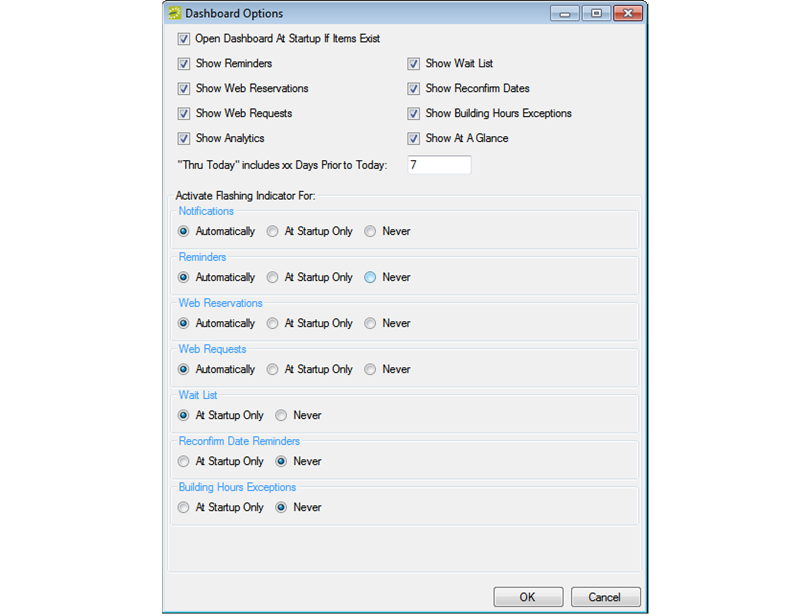 Dashboard Options
Open Dashboard At Startup If Items Exist
Show Reminders Show Wait List
Show Web Reservations Show Reconfirm Dates
Show Web Requests Show Building Hours Exceptions
Show Analytics Show At A Glance
"Thru Today" includes xx Days Prior to Today: 7
Activate Flashing Indicator For:
Notifications
Automatically At Startup Only Never
Reminders
Automatically At Startup Only Never
Web Reservations
Automatically At Startup Only Never
Web Requests
Automatically At Startup Only Never
Wait List
At Startup Only Never
Reconfirm Date Reminders
At Startup Only Never
Building Hours Exceptions
At Startup Only Never
OK Cancel